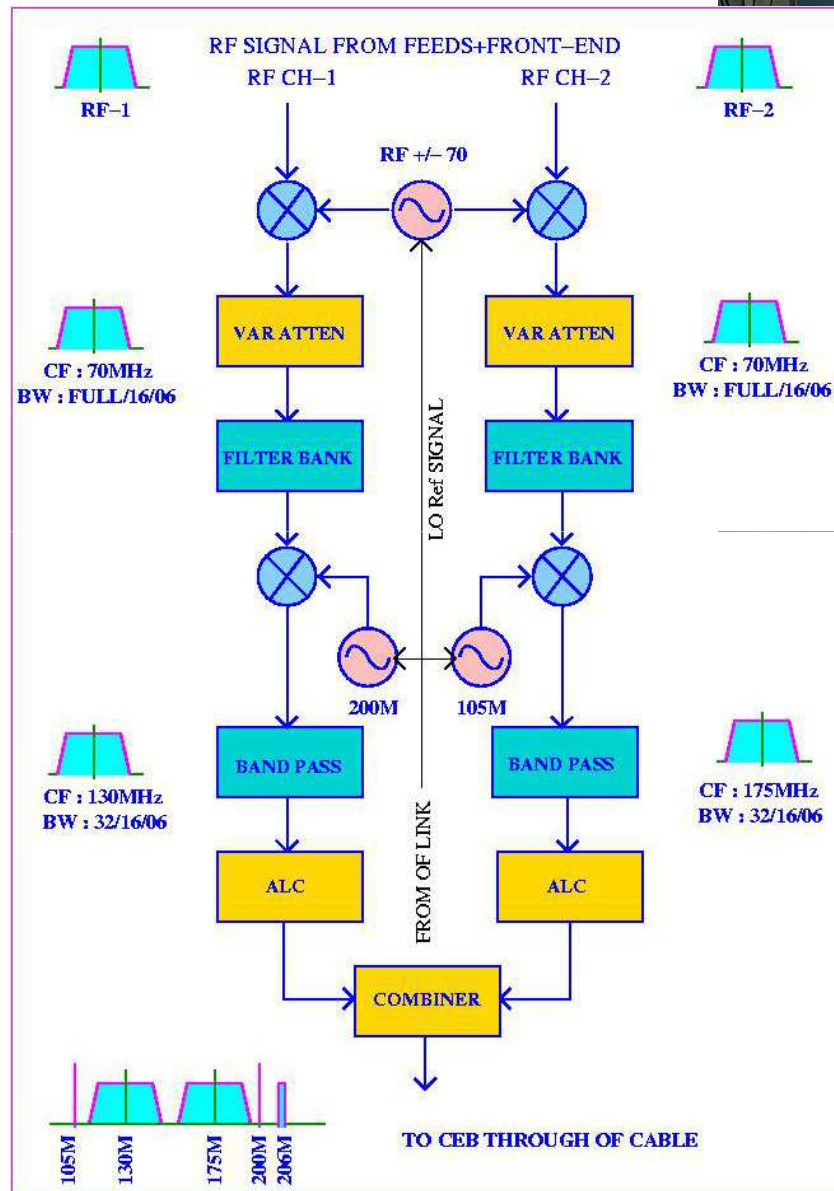 RF SIGNAL FROM FEEDS+FRONT-END
RF CH-1
RF CH-2
RF-1
RF-2
RF +/- 70
VAR ATTEN
VAR ATTEN
CF : 70MHz
BW : FULL/16/06
CF : 70MHz
BW : FULL/16/06
FILTER BANK
FILTER BANK
LO Ref SIGNAL
200M
105M
BAND PASS
BAND PASS
CF : 130MHz
BW : 32/16/06
CF : 175MHz
BW : 32/16/06
ALC
ALC
FROM OF LINK
COMBINER
105M
130M
175M
200M
206M
TO CEB THROUGH OF CABLE